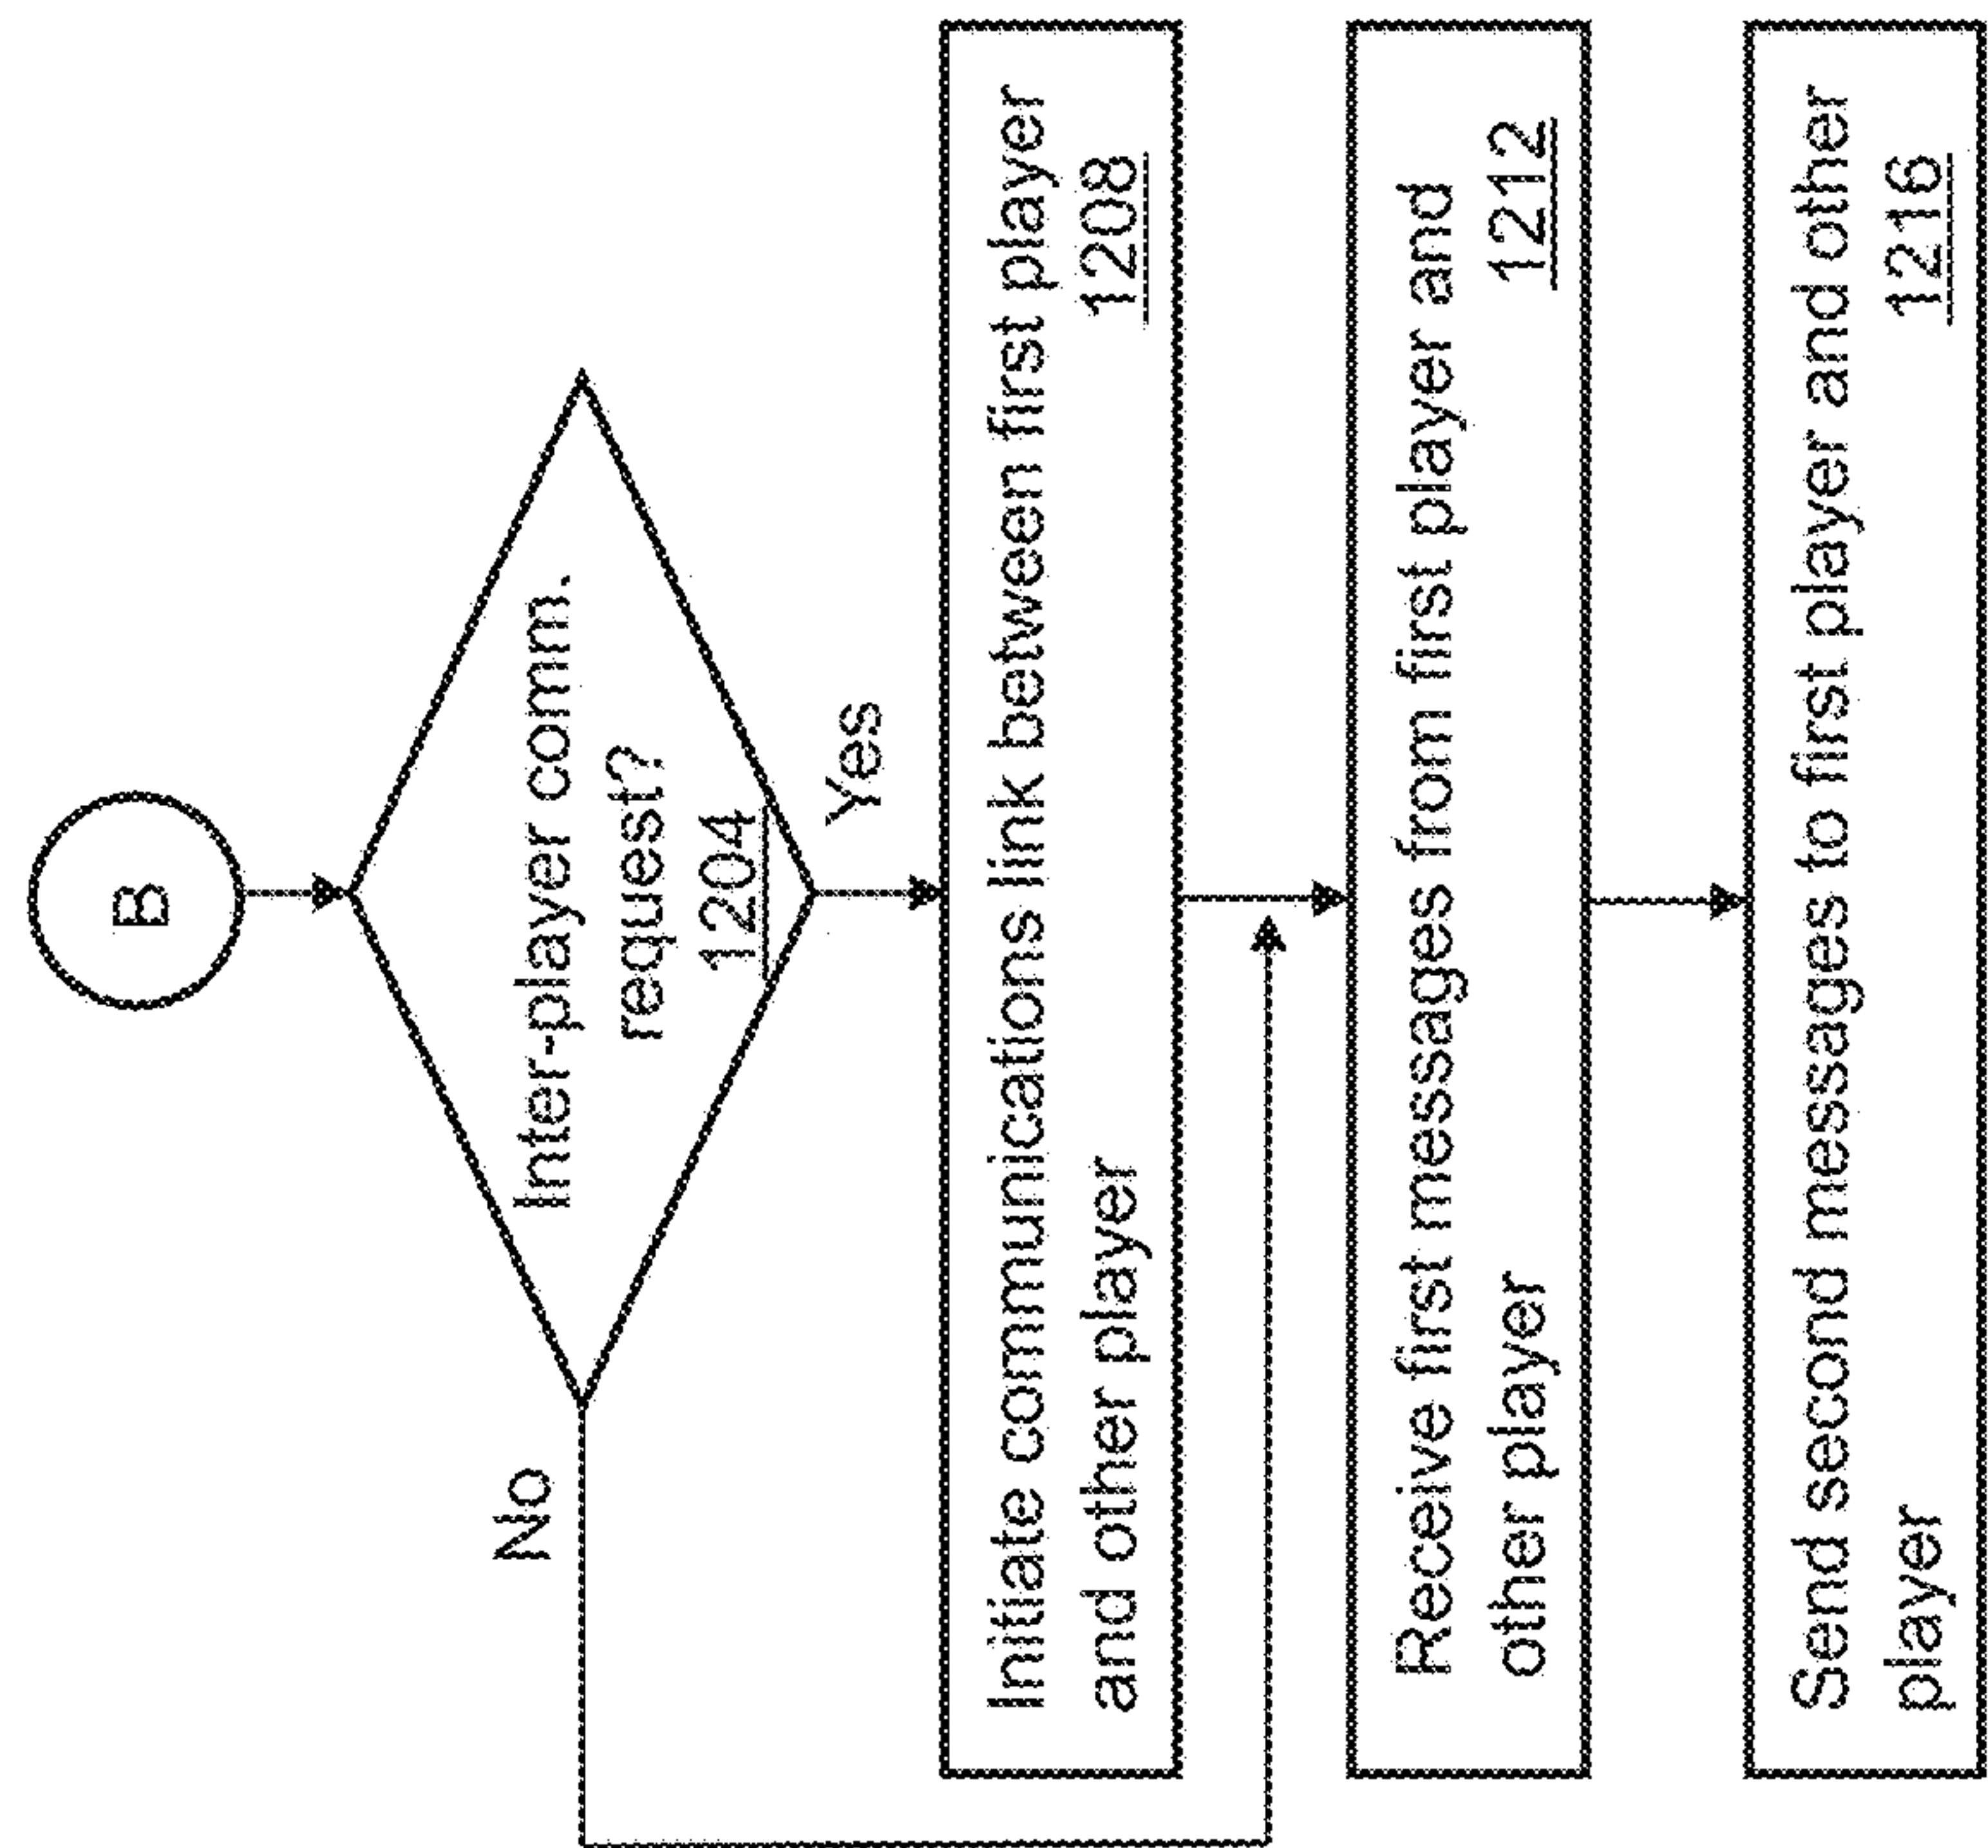 B
Inter-player comm.
request?
1204
No
Yes
Initiate communications link between first player
and other player 1208
Receive first messages from first player and
other player 1212
Send second messages to first player and other
player 1216